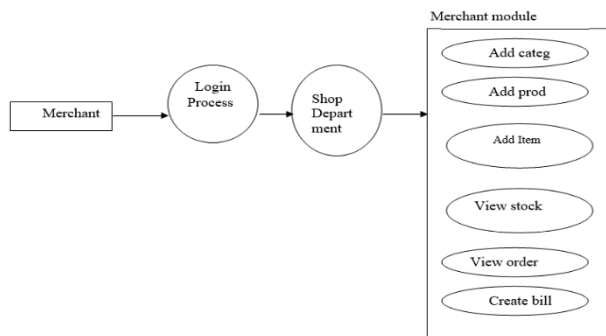 Merchant module
Merchant
Login
Process
Shop
Depart
ment
Add categ
Add prod
Add Item
View stock
View order
Create bill